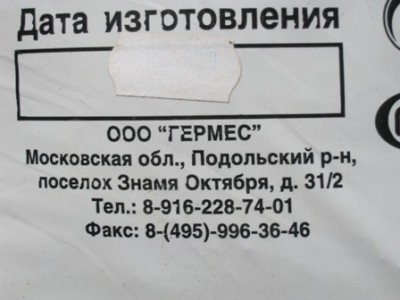 Дата изготовления
ООО "ГЕРМЕС"
Московская обл., Подольский р-н,
поселок Знамя Октября, д. 31/2
Тел.: 8-916-228-74-01
Факс: 8-(495)-996-36-46